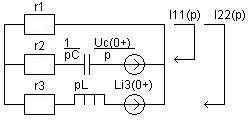 r1
I11(p) I22(p)
r2
1/pC
Uc(0+)/p
r3
pL
Li3(0+)